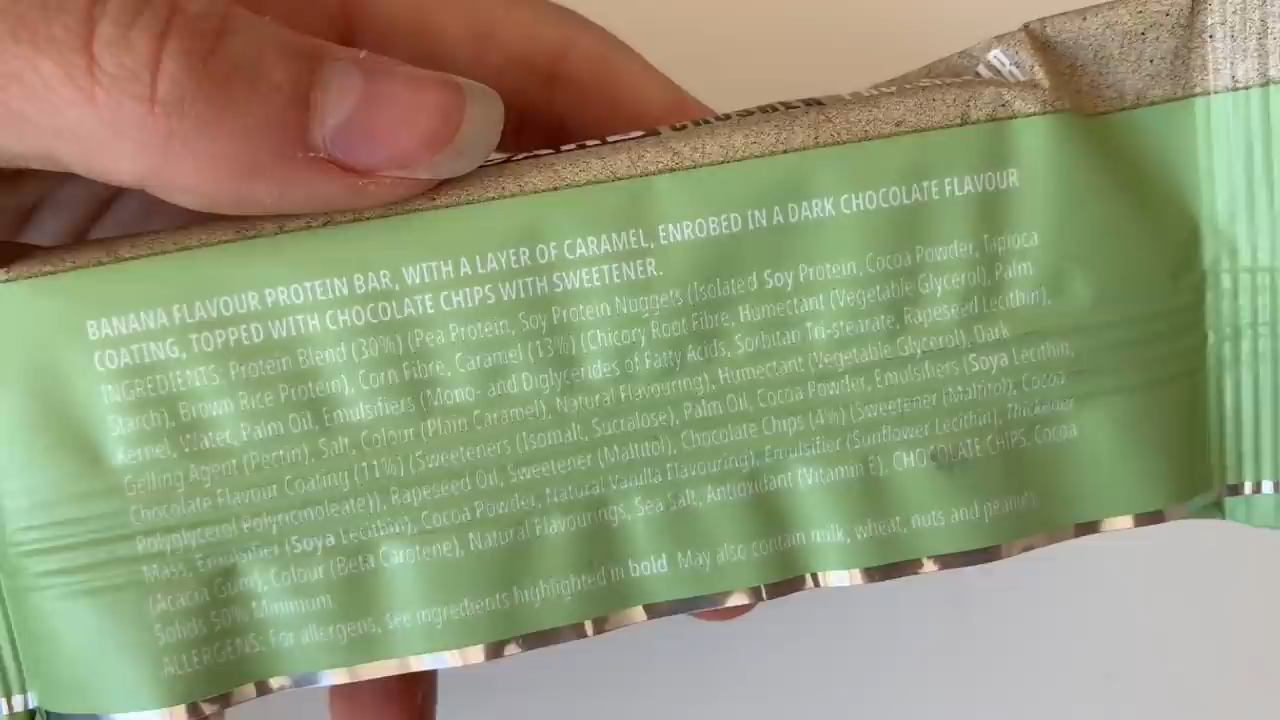 CRUSHER
BAR
BANANA FLAVOUR PROTEIN BAR, WITH A LAYER OF CARAMEL, ENROBED IN A DARK CHOCOLATE FLAVOUR
COATING, TOPPED WITH CHOCOLATE CHIPS WITH SWEETENER.
INGREDIENTS: Protein Blend (30%) (Pea Protein, Soy Protein Nuggets (Isolated Soy Protein, Cocoa Powder, Tapioca
Starch), Brown Rice Protein), Corn Fibre, Caramel (13%) (Chicory Root Fibre, Humectant (Vegetable Glycerol), Palm
Kernel, Water, Palm Oil, Emulsifiers (Mono- and Diglycerides of Fatty Acids, Sorbitan Tri-stearate, Rapeseed Lecithin),
Gelling Agent (Pectin), Salt, Colour (Plain Caramel), Natural Flavouring), Humectant (Vegetable Glycerol), Dark
Chocolate Flavour Coating (11%) (Sweeteners (Isomalt, Sucralose), Palm Oil, Cocoa Powder, Emulsifiers (Soya Lecithin,
Polyglycerol Polyricinoleate)), Rapeseed Oil, Sweetener (Maltitol), Chocolate Chips (4%) (Sweetener (Maltitol), Cocoa
Mass, Emulsifier (Soya Lecithin), Cocoa Powder, Natural Vanilla Flavouring), Emulsifier (Sunflower Lecithin), Thickener
(Acacia Gum), Colour (Beta Carotene), Natural Flavourings, Sea Salt, Antioxidant (Vitamin E). CHOCOLATE CHIPS: Cocoa
Solids 50% Minimum.
ALLERGENS: For allergens, see ingredients highlighted in bold. May also contain milk, wheat, nuts and peanuts.